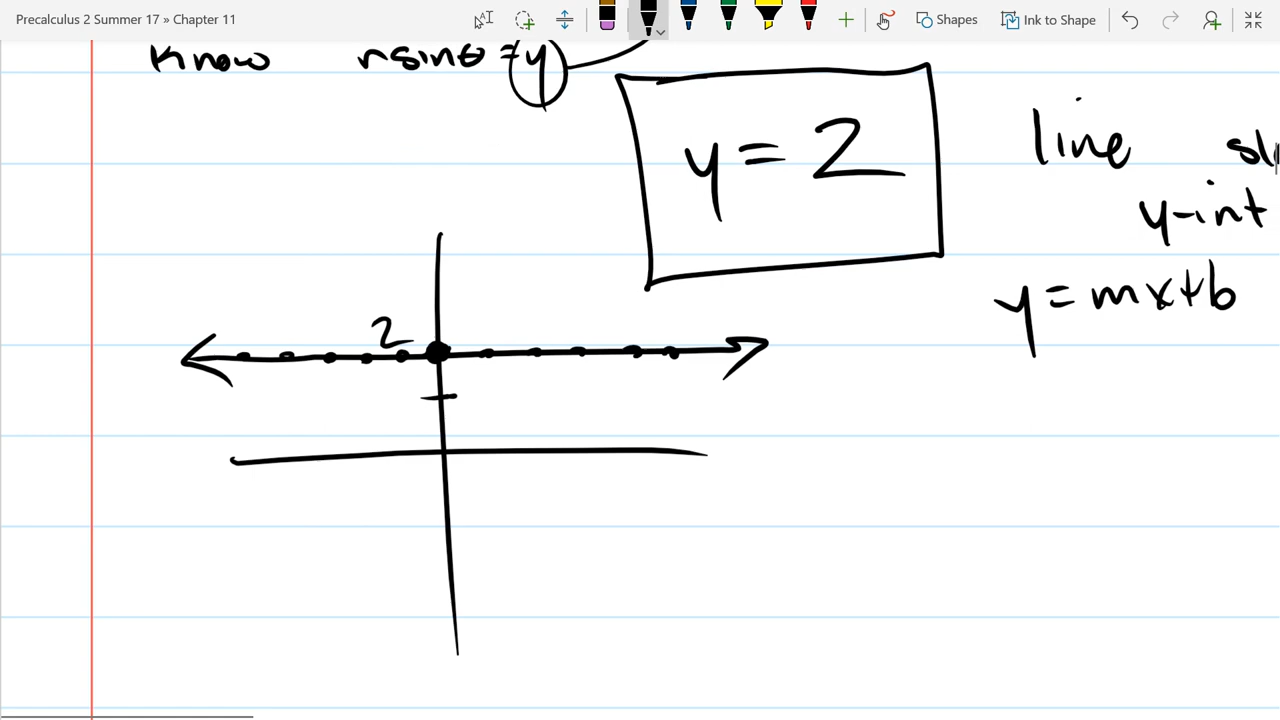 Precalculus 2 Summer 17 » Chapter 11
Shapes
Ink to Shape
Know rsinθ = y
y = 2
line
y-int
y = mx+b
2